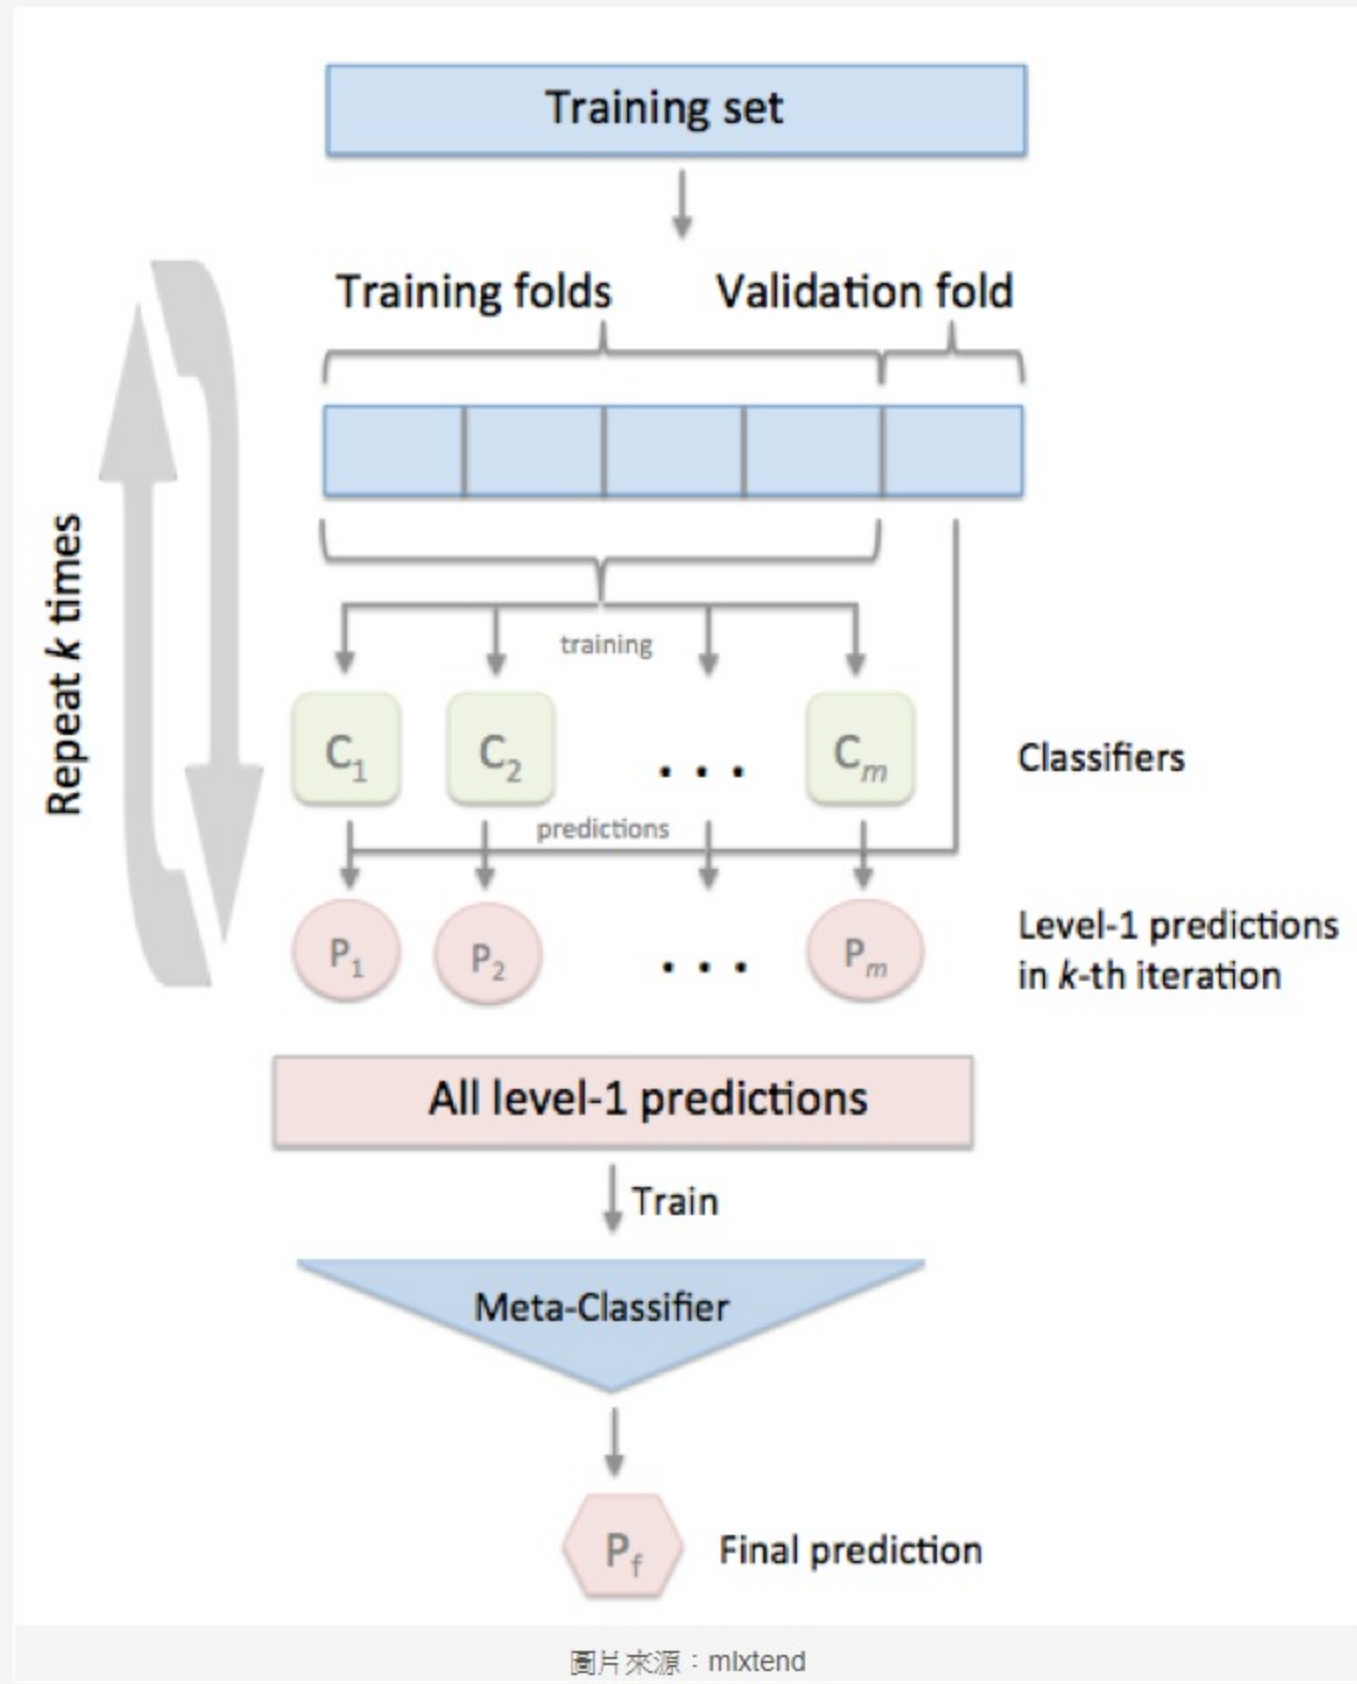 Training set
Training folds
Validation fold
Repeat k times
training
C1
C2
...
Cm
Classifiers
predictions
P1
P2
...
Pm
Level-1 predictions
in k-th iteration
All level-1 predictions
Train
Meta-Classifier
Pf
Final prediction
圖片來源：mlxtend